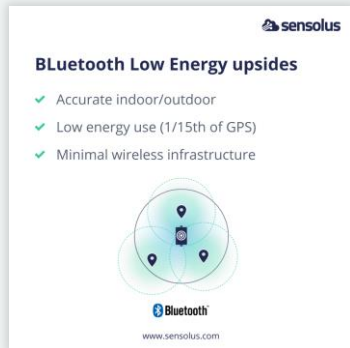 sensolus
BLuetooth Low Energy upsides
Accurate indoor/outdoor
Low energy use (1/15th of GPS)
Minimal wireless infrastructure
Bluetooth
www.sensolus.com